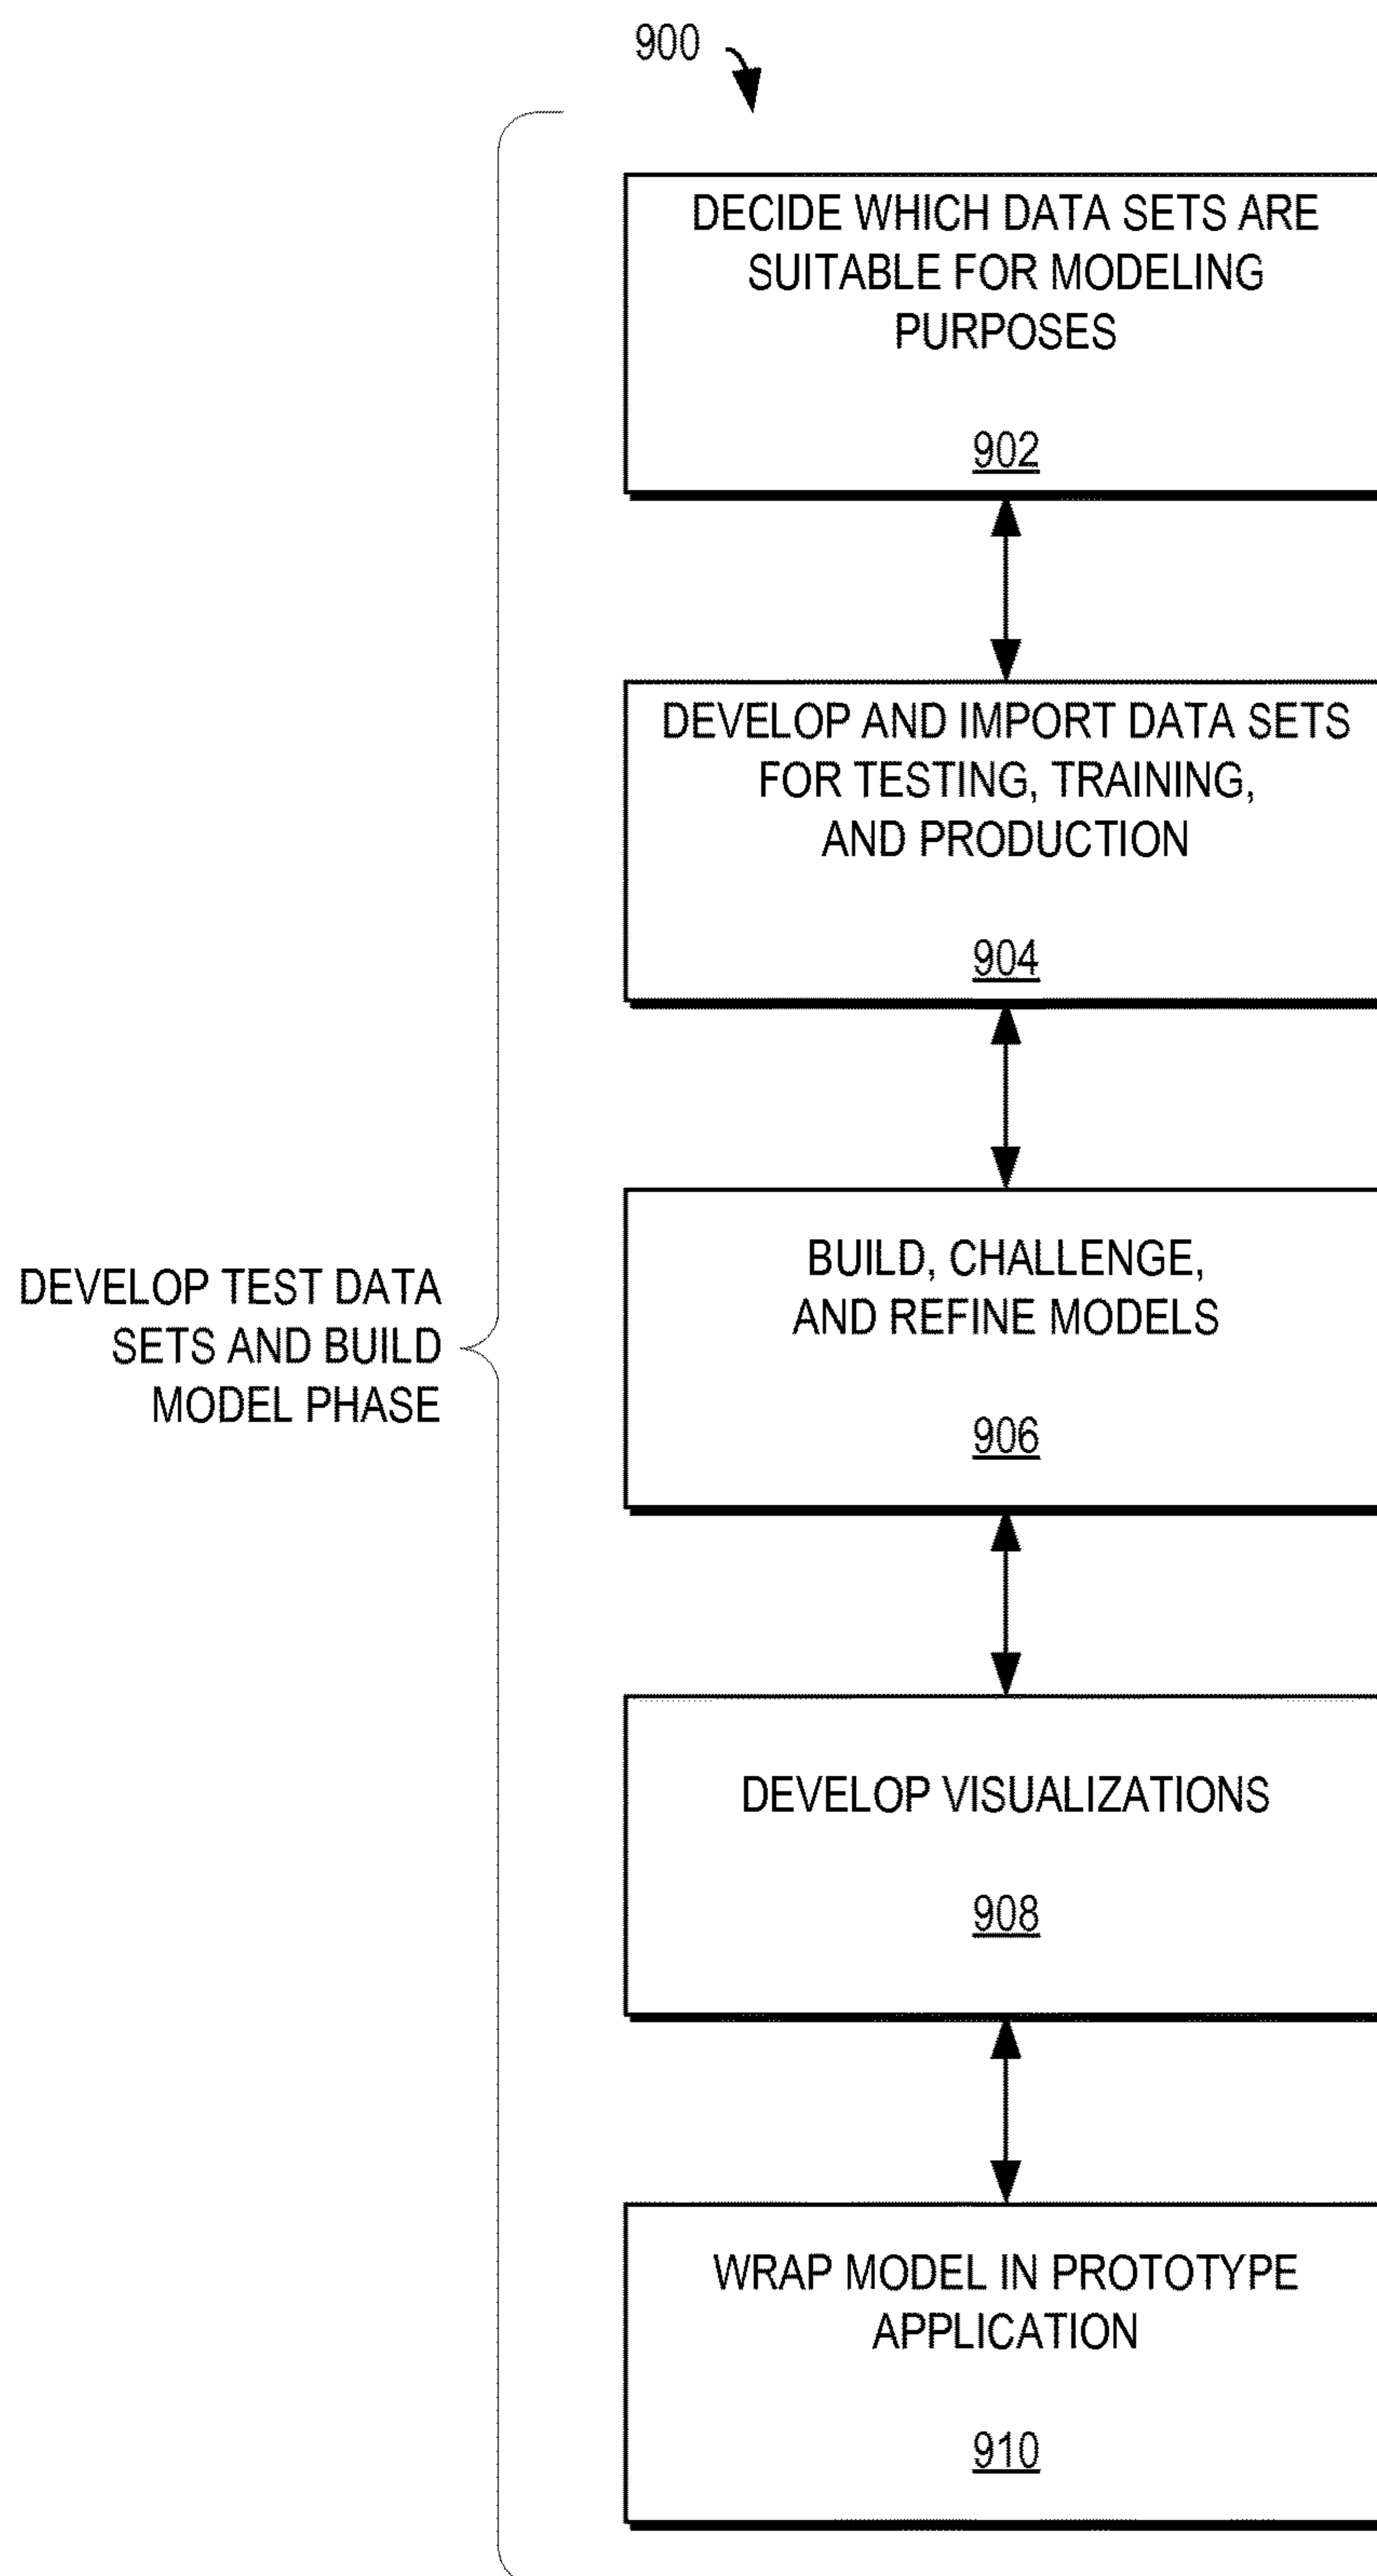 900
DECIDE WHICH DATA SETS ARE
SUITABLE FOR MODELING
PURPOSES
902
DEVELOP AND IMPORT DATA SETS
FOR TESTING, TRAINING,
AND PRODUCTION
904
BUILD, CHALLENGE,
AND REFINE MODELS
906
DEVELOP TEST DATA
SETS AND BUILD
MODEL PHASE
DEVELOP VISUALIZATIONS
908
WRAP MODEL IN PROTOTYPE
APPLICATION
910